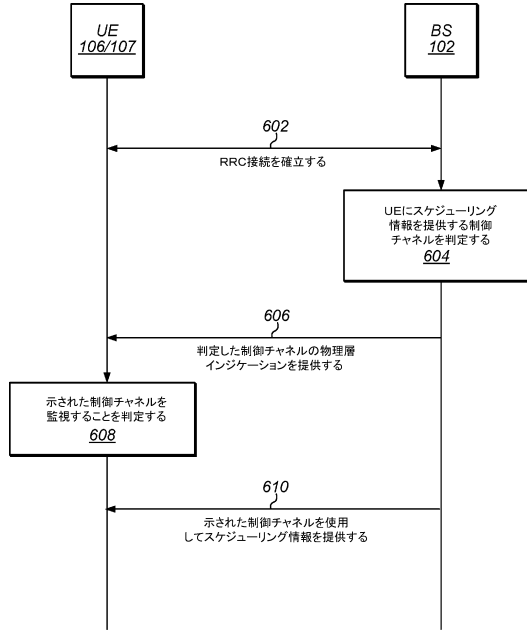 UE
106/107
BS
102
602
RRC接続を確立する
UEにスケジューリング
情報を提供する制御
チャネルを判定する
604
606
判定した制御チャネルの物理層
インジケーションを提供する
示された制御チャネルを
監視することを判定する
608
610
示された制御チャネルを使用
してスケジューリング情報を提供する